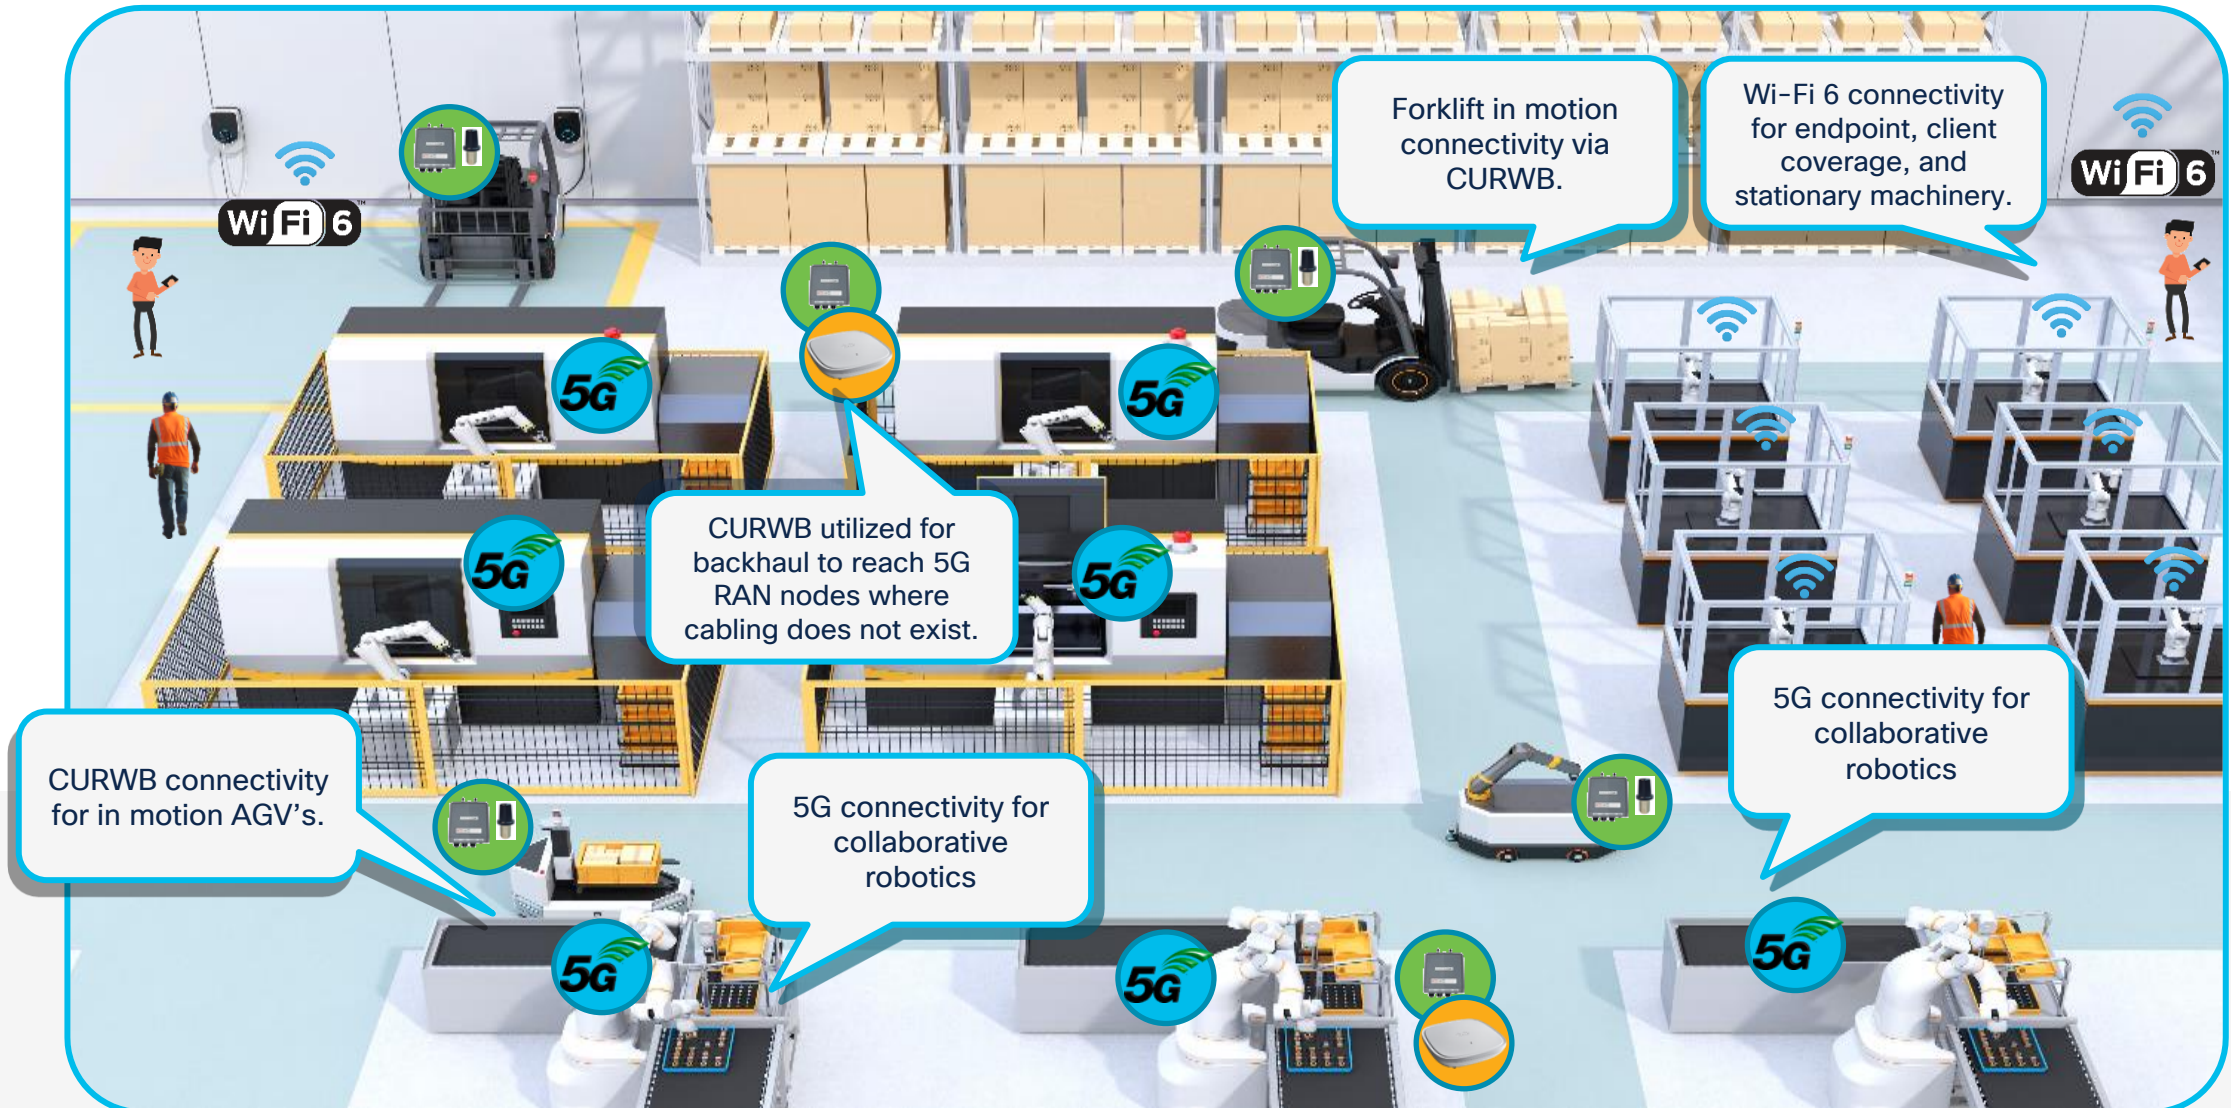 Forklift in motion
connectivity via
CURWB.
Wi-Fi 6 connectivity
for endpoint, client
coverage, and
stationary machinery.
Wi Fi 6
Wi Fi 6
TM
5G
5G
5G
5G
CURWB utilized for
backhaul to reach 5G
RAN nodes where
cabling does not exist.
CURWB connectivity
for in motion AGV’s.
5G connectivity for
collaborative
robotics
5G connectivity for
collaborative
robotics
5G
5G
5G